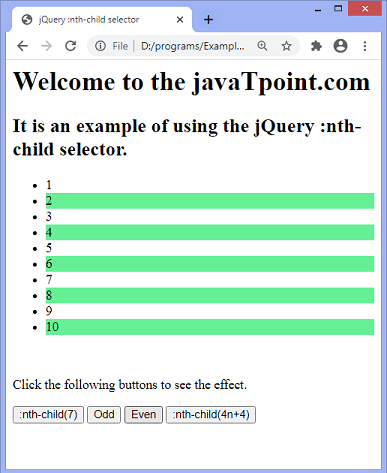 jQuery :nth-child selector
File | D:/programs/Exampl...
Welcome to the javaTpoint.com
It is an example of using the jQuery :nth-
child selector.
1
2
3
4
5
6
7
8
9
10
Click the following buttons to see the effect.
:nth-child(7) Odd Even :nth-child(4n+4)